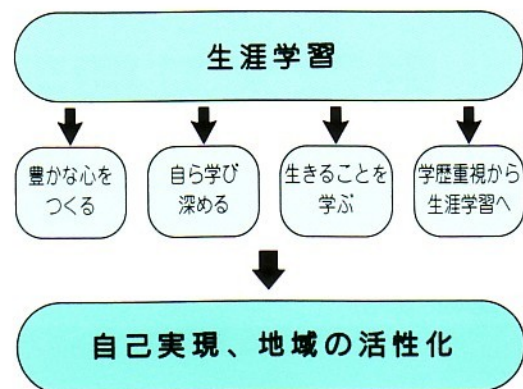 生涯学習
豊かな心を
つくる
自ら学び
深める
生きることを
学ぶ
学歴重視から
生涯学習へ
自己実現、地域の活性化